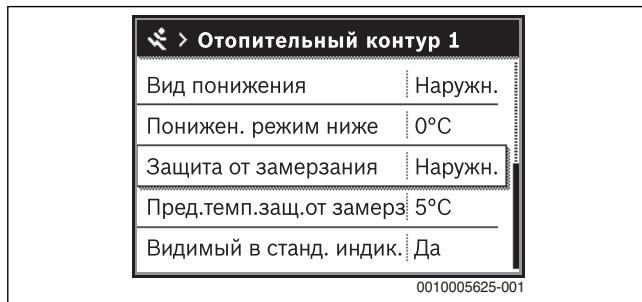 > Отопительный контур 1
Вид понижения Наружн.
Понижен. режим ниже 0°C
Защита от замерзания Наружн.
Пред.темп.защ.от замерз 5°C
Видимый в станд. индик. Да
0010005625-001